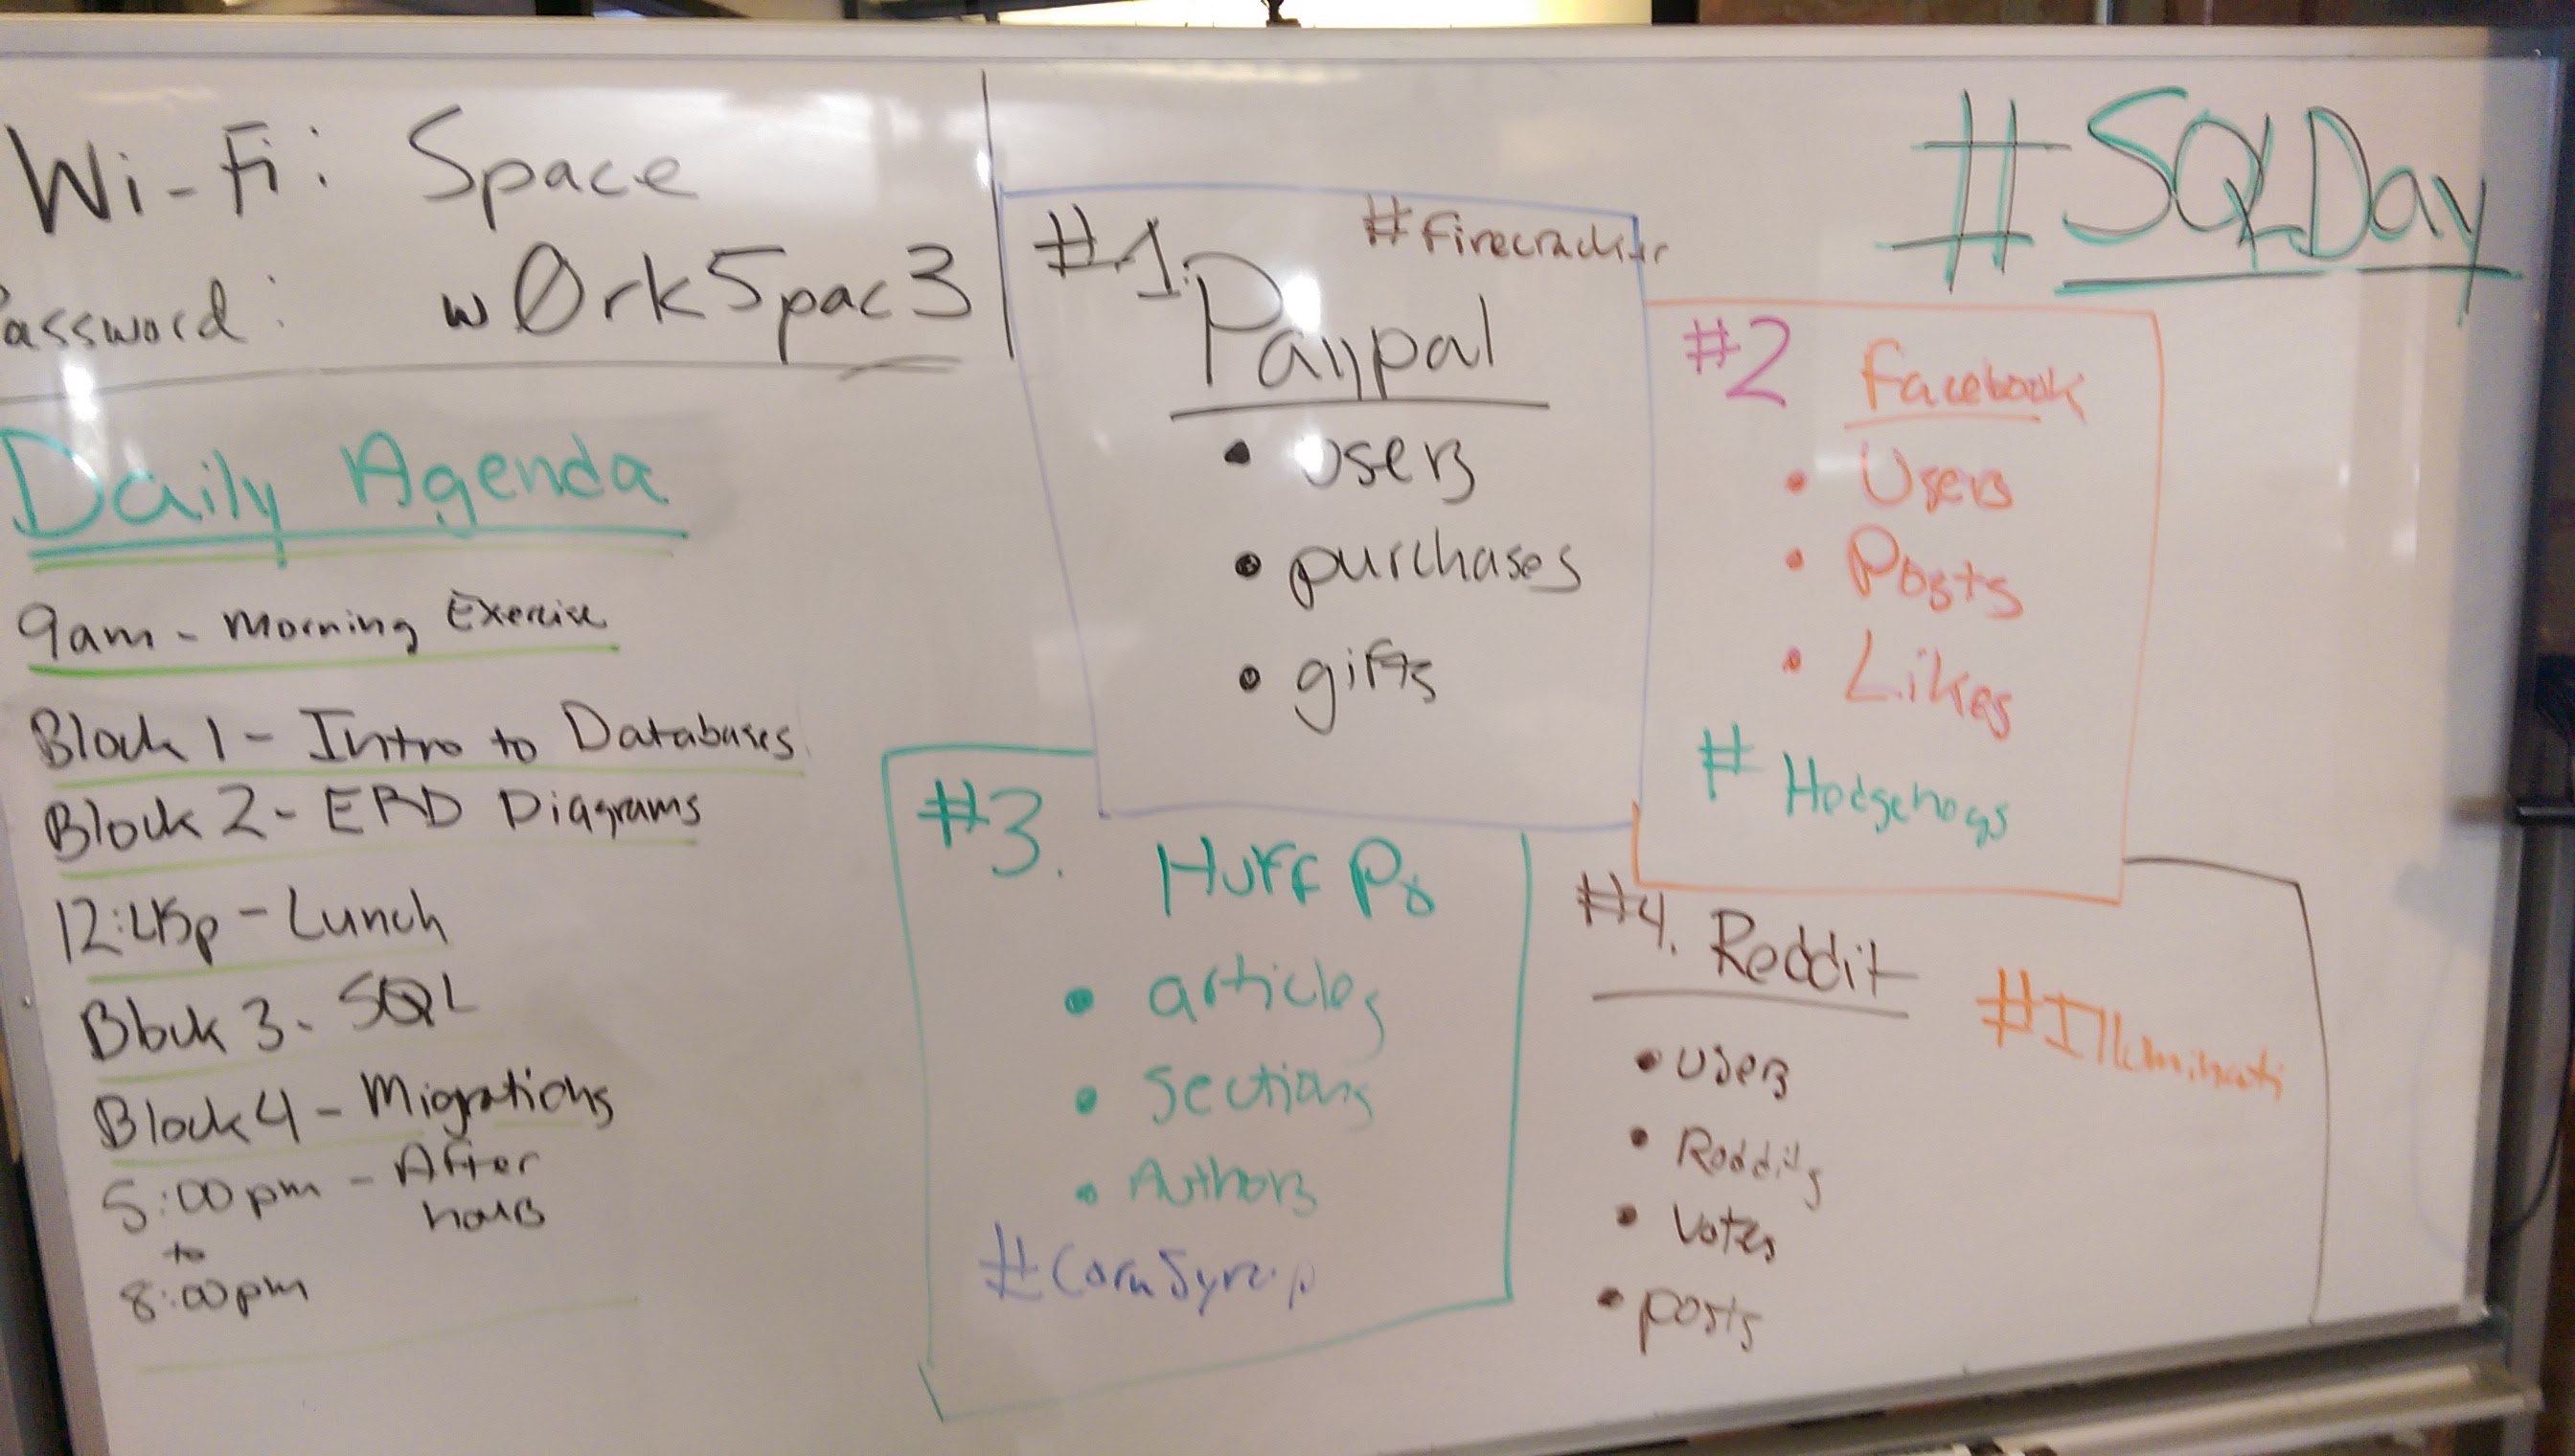 Wi-Fi: Space
Password: w0rk5pac3
Daily Agenda
9am - Morning Exercise
Block 1 - Intro to Databases
Block 2 - ERD Diagrams
12:45p - Lunch
Block 3 - SQL
Block 4 - Migrations
5:00pm - After
hours
to
8:00pm
#SQLDay
#1. #Firecracker
Paypal
• users
• purchases
• gifts
#2 Facebook
• Users
• Posts
• Likes
# Hedgehogs
#3.
Huff Po
• articles
• Sections
• Authors
#CornSyrup
#4. Reddit
#Illuminati
• users
• Reddits
• Votes
• posts